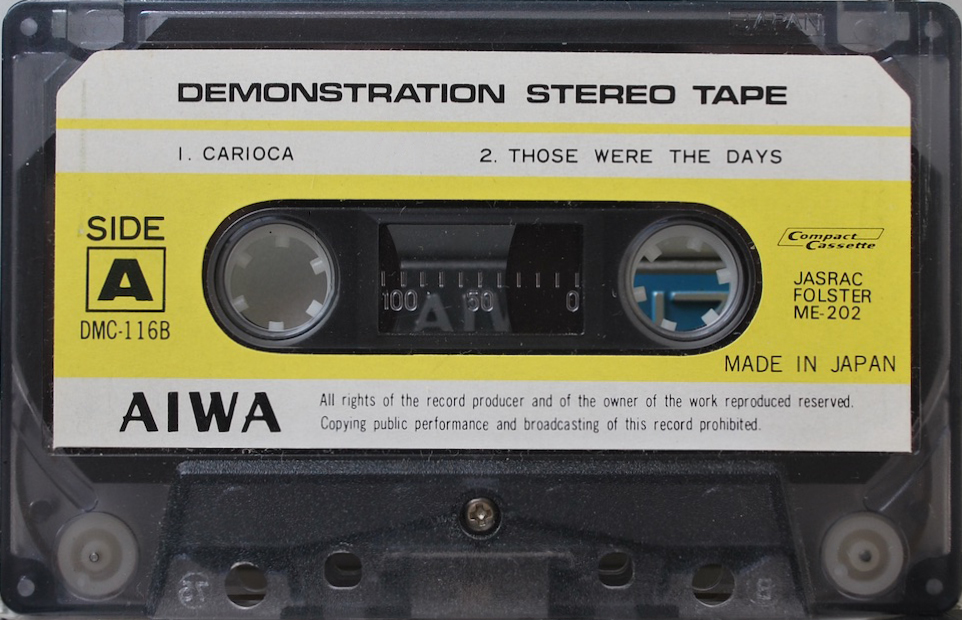 JAPAN
DEMONSTRATION STEREO TAPE
1. CARIOCA 2. THOSE WERE THE DAYS
SIDE
A
DMC-116B
100 50 0
AIW
Compact
Cassette
JASRAC
FOLSTER
ME-202
MADE IN JAPAN
AIWA
All rights of the record producer and of the owner of the work reproduced reserved.
Copying public performance and broadcasting of this record prohibited.